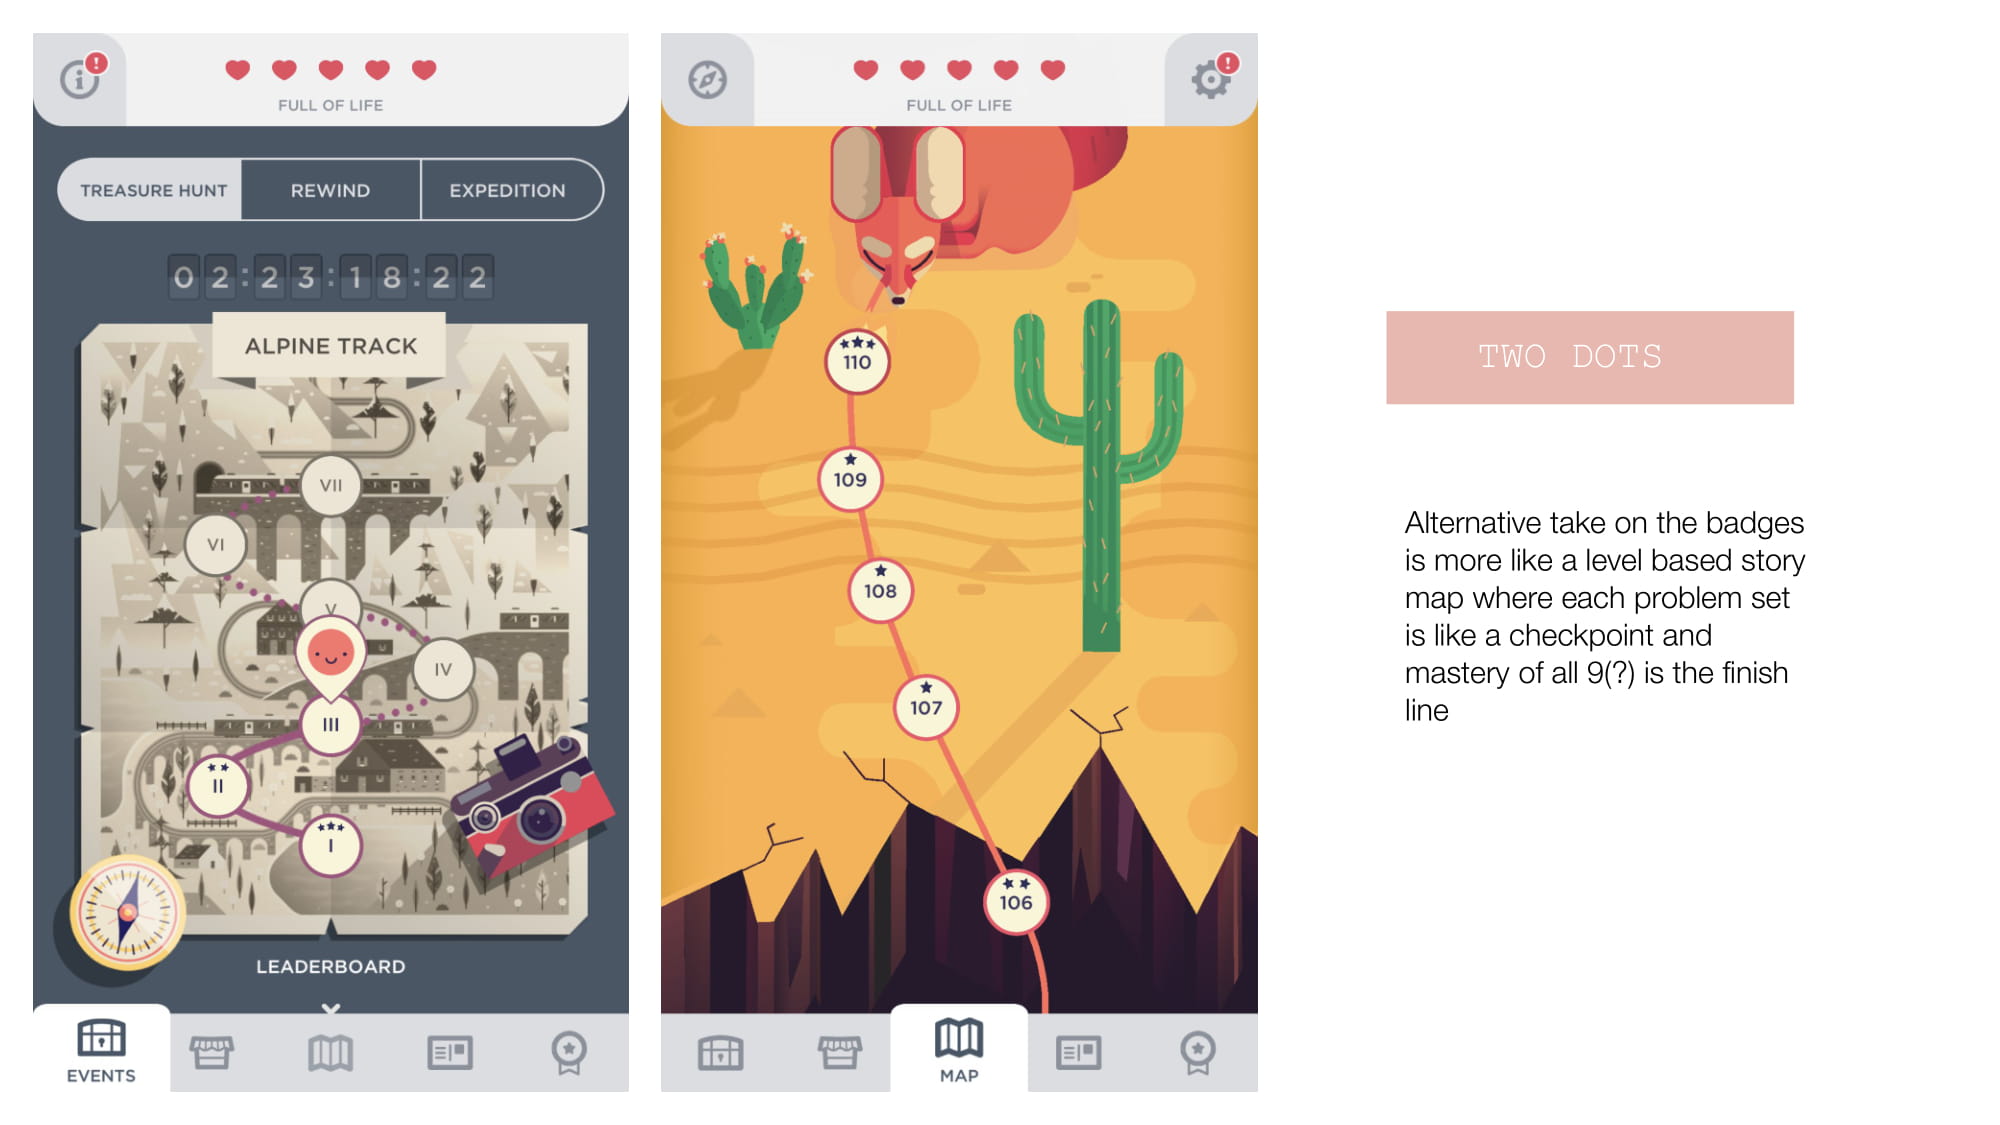 FULL OF LIFE
TREASURE HUNT
REWIND
EXPEDITION
02:23:18:22
ALPINE TRACK
VII
VI
V
IV
III
II
I
LEADERBOARD
EVENTS
FULL OF LIFE
110
109
108
107
106
MAP
TWO DOTS
Alternative take on the badges
is more like a level based story
map where each problem set
is like a checkpoint and
mastery of all 9(?) is the finish
line